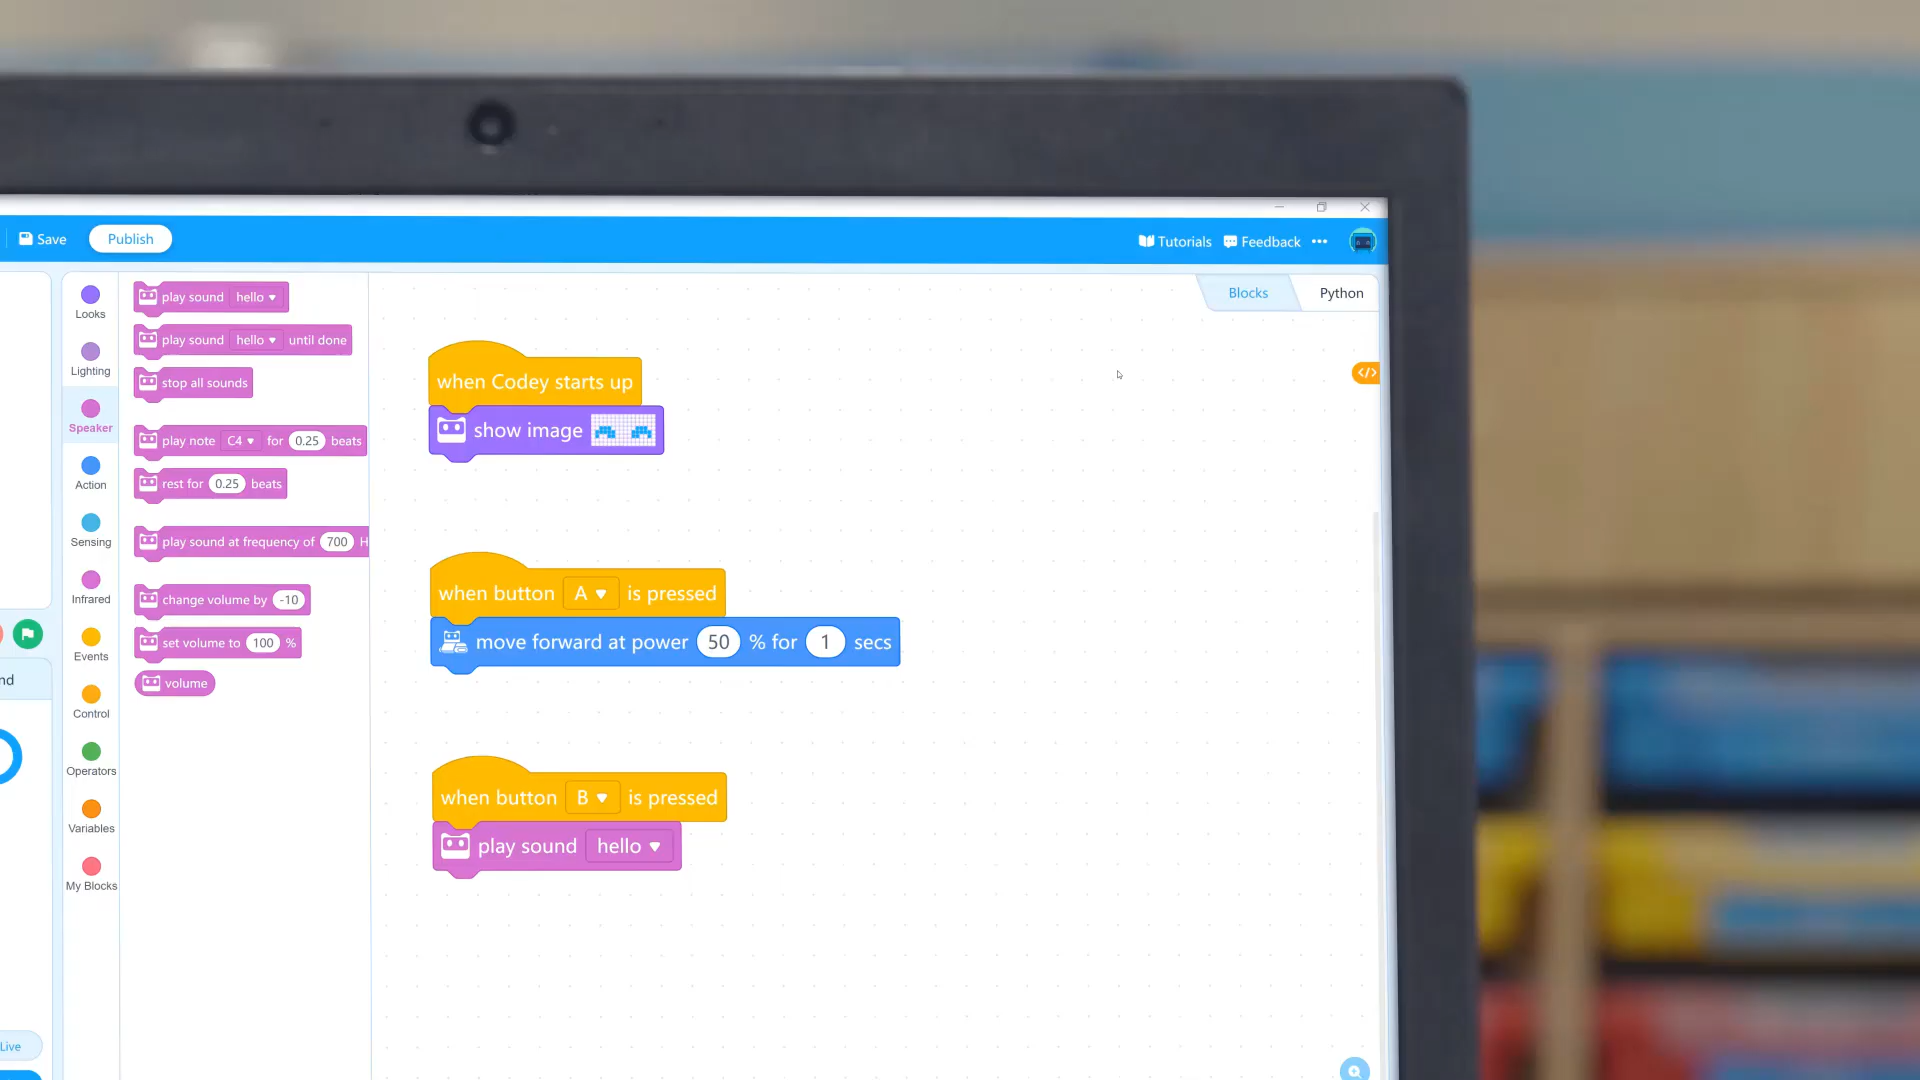 Save
Publish
Tutorials
Feedback
Blocks
Python
Looks
Lighting
Speaker
Action
Sensing
Infrared
Events
Control
Operators
Variables
My Blocks
nd
Live
play sound hello
play sound hello until done
stop all sounds
play note C4 for 0.25 beats
rest for 0.25 beats
play sound at frequency of 700 H
change volume by -10
set volume to 100 %
volume
when Codey starts up
show image
when button A is pressed
move forward at power 50 % for 1 secs
when button B is pressed
play sound hello